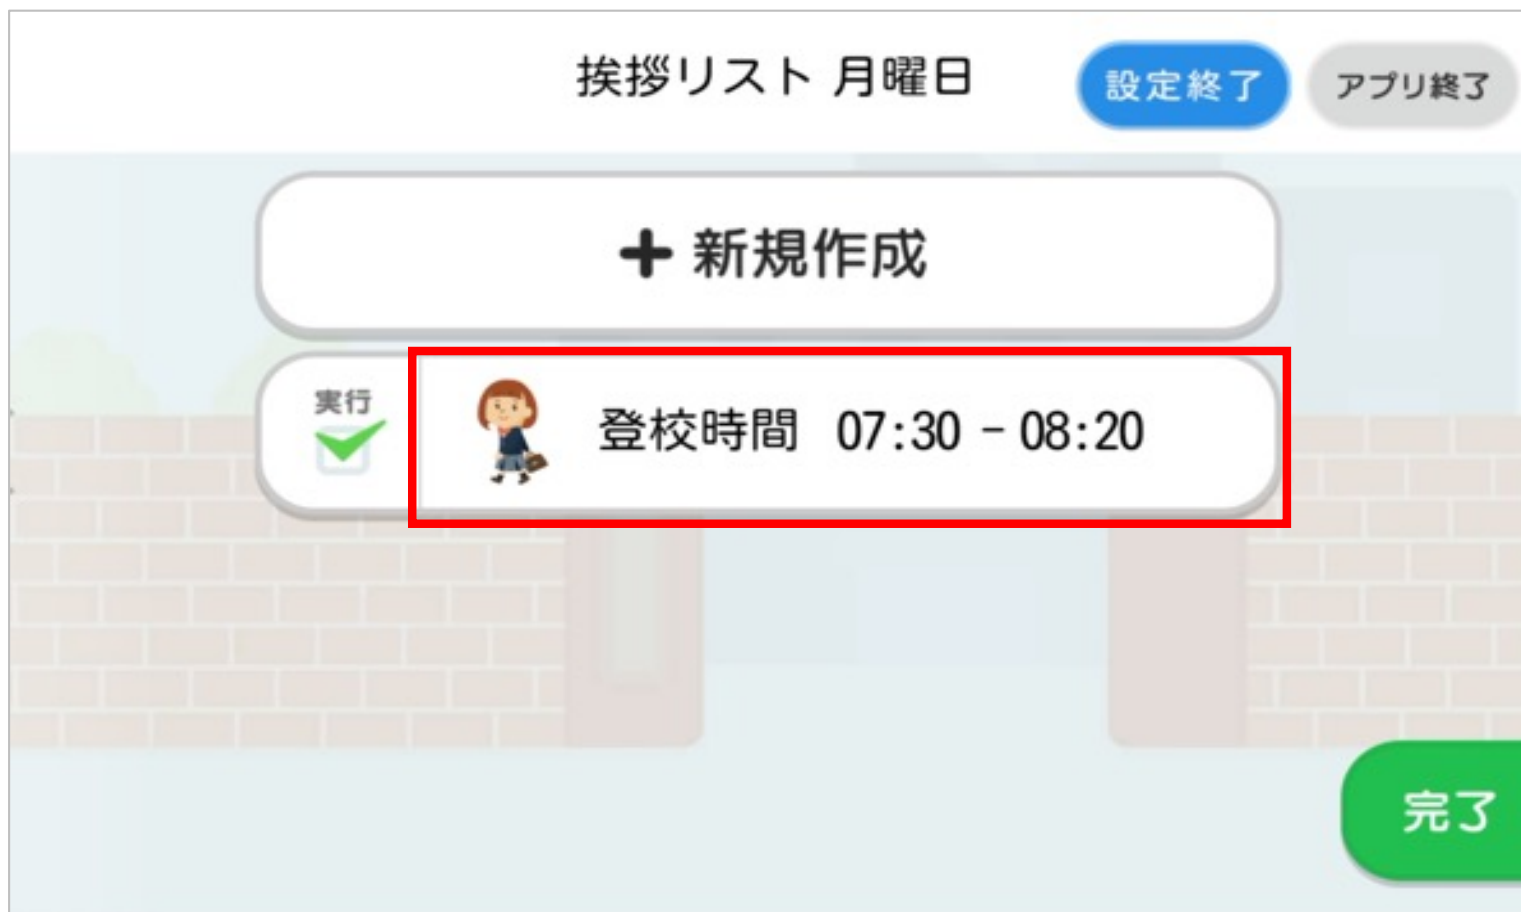 挨拶リスト 月曜日
設定終了
アプリ終了
+ 新規作成
実行
登校時間 07:30 - 08:20
完了